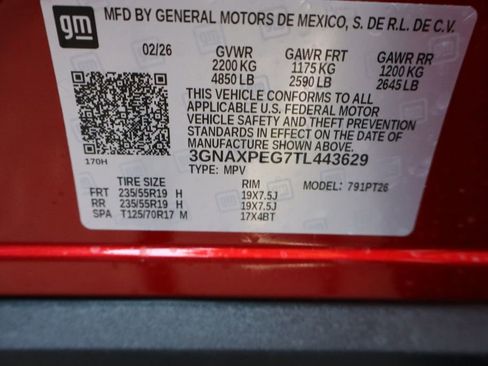 gm
MFD BY GENERAL MOTORS DE MEXICO, S. DE R.L. DE C.V.
02/26 GVWR GAWR FRT GAWR RR
2200 KG 1175 KG 1200 KG
4850 LB 2590 LB 2645 LB
THIS VEHICLE CONFORMS TO ALL
APPLICABLE U.S. FEDERAL MOTOR
VEHICLE SAFETY AND THEFT PREVENTION
STANDARDS IN EFFECT ON THE DATE OF
MANUFACTURE SHOWN ABOVE.
170H 3GNAXPEG7TL443629
TYPE: MPV
TIRE SIZE RIM MODEL: 791PT26
FRT 235/55R19 H 19X7.5J
RR 235/55R19 H 19X7.5J
SPA T125/70R17 M 17X4BT